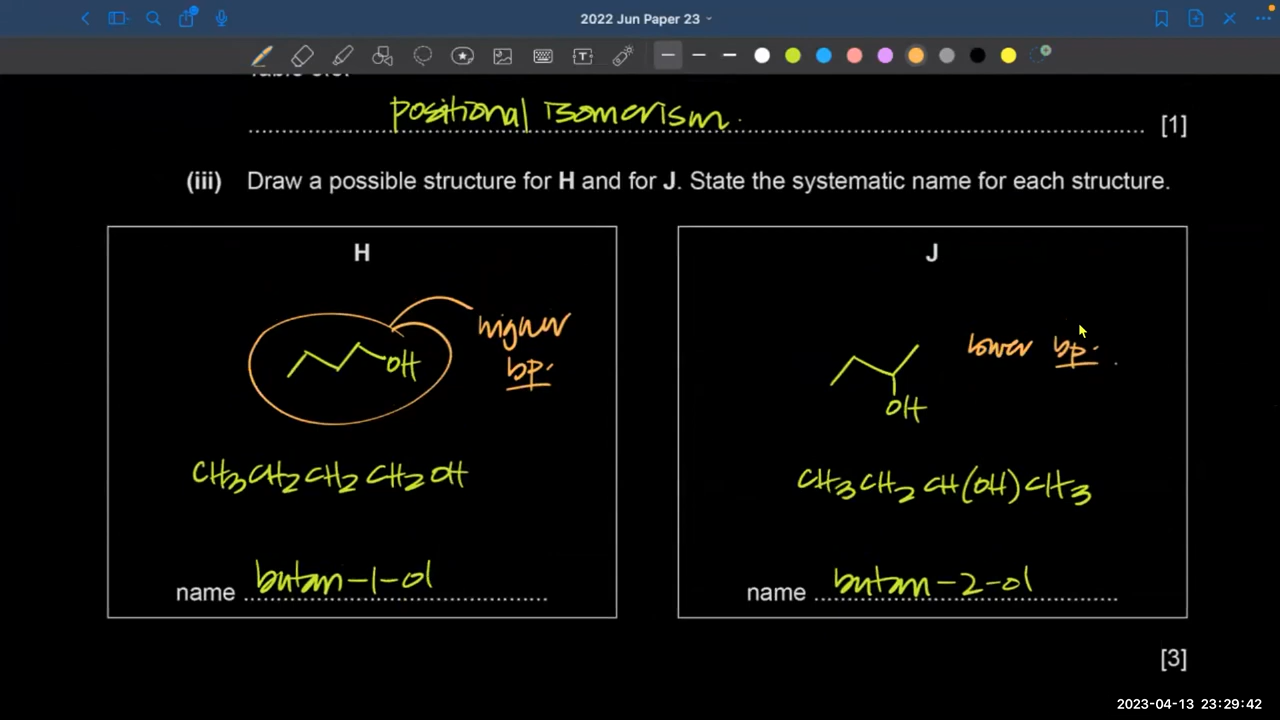 2022 Jun Paper 23
positional isomerism.
[1]
(iii) Draw a possible structure for H and for J. State the systematic name for each structure.
H
higher
bp.
OH
CH3CH2CH2CH2OH
name butan-1-ol
J
lower bp.
OH
CH3CH2CH(OH)CH3
name butan-2-ol
[3]
2023-04-13 23:29:42